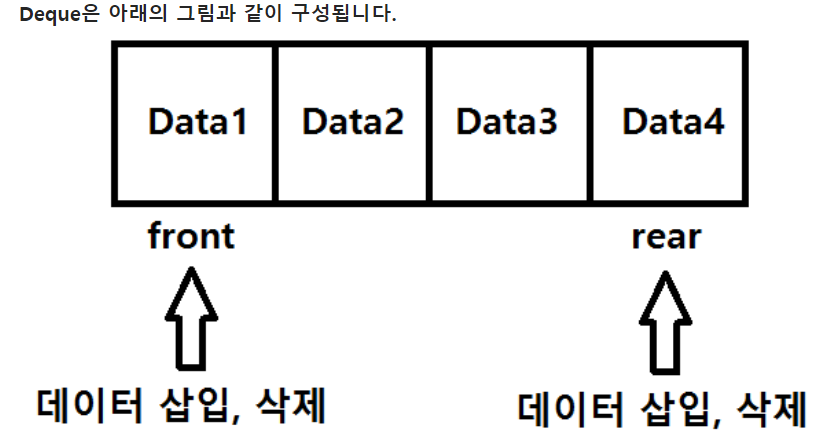 Deque은 아래의 그림과 같이 구성됩니다.
Data1 Data2 Data3 Data4
front rear
데이터 삽입, 삭제 데이터 삽입, 삭제